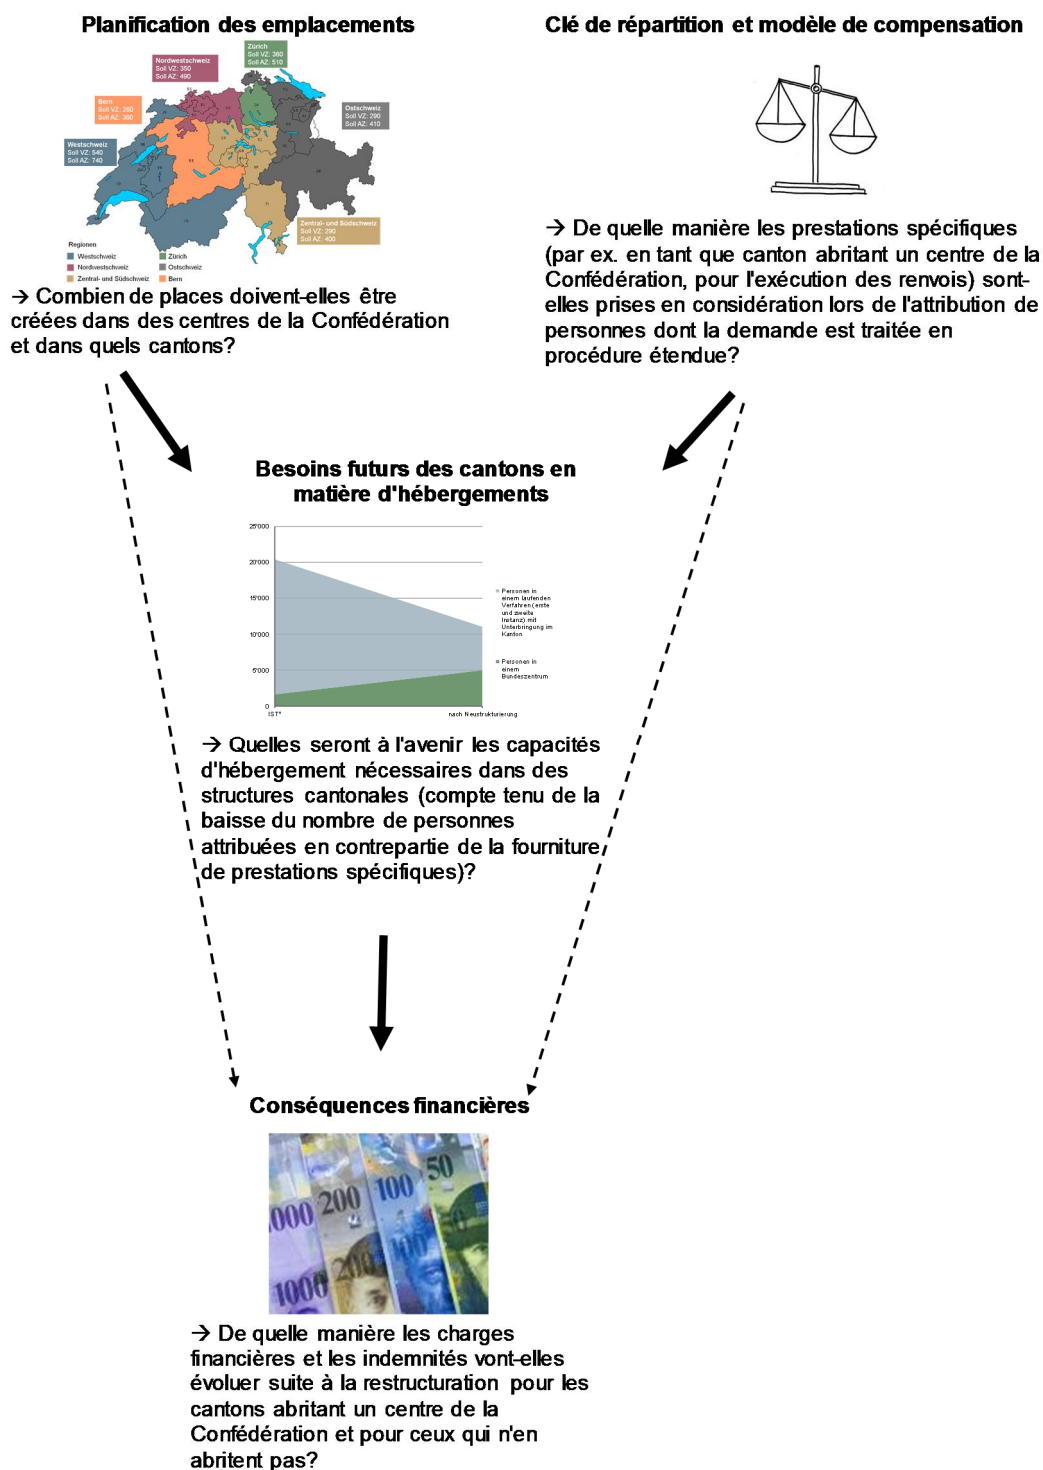 Planification des emplacements
Zürich
Soll VZ: 360
Soll AZ: 510
Nordwestschweiz
Soll VZ: 350
Soll AZ: 490
Bern
Soll VZ: 260
Soll AZ: 360
Ostschweiz
Soll VZ: 290
Soll AZ: 410
Westschweiz
Soll VZ: 540
Soll AZ: 740
Zentral- und Südschweiz
Soll VZ: 290
Soll AZ: 400
Regionen
Westschweiz
Zürich
Nordwestschweiz
Ostschweiz
Zentral- und Südschweiz
Bern
→ Combien de places doivent-elles être
créées dans des centres de la Confédération
et dans quels cantons?
Clé de répartition et modèle de compensation
→ De quelle manière les prestations spécifiques
(par ex. en tant que canton abritant un centre de la
Confédération, pour l'exécution des renvois) sont-
elles prises en considération lors de l'attribution de
personnes dont la demande est traitée en
procédure étendue?
Besoins futurs des cantons en
matière d'hébergements
25'000
20'000
15'000
10'000
5'000
0
IST*
nach Neustrukturierung
Personen in
einem laufenden
Verfahren (erste
und zweite
Instanz) mit
Unterbringung im
Kanton
Personen in
einem
Bundeszentrum
→ Quelles seront à l'avenir les capacités
d'hébergement nécessaires dans des
structures cantonales (compte tenu de la
baisse du nombre de personnes
attribuées en contrepartie de la fourniture
de prestations spécifiques)?
Conséquences financières
1000
200
100
50
1000
200
100
→ De quelle manière les charges
financières et les indemnités vont-elles
évoluer suite à la restructuration pour les
cantons abritant un centre de la
Confédération et pour ceux qui n'en
abritent pas?